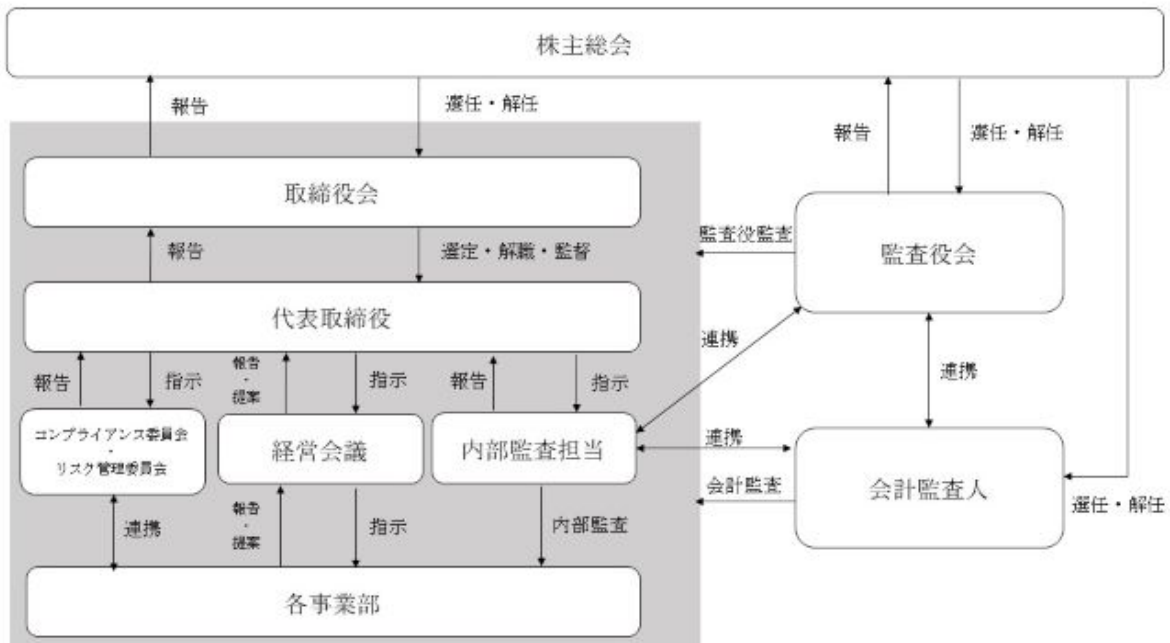 株主総会
報告
選任・解任
報告
選任・解任
取締役会
監査役監査
監査役会
報告
選定・解職・監督
代表取締役
連携
報告
指示
報告
・
提案
指示
報告
指示
連携
コンプライアンス委員会
・
リスク管理委員会
経営会議
内部監査担当
連携
会計監査
会計監査人
選任・解任
連携
報告
・
提案
指示
内部監査
各事業部